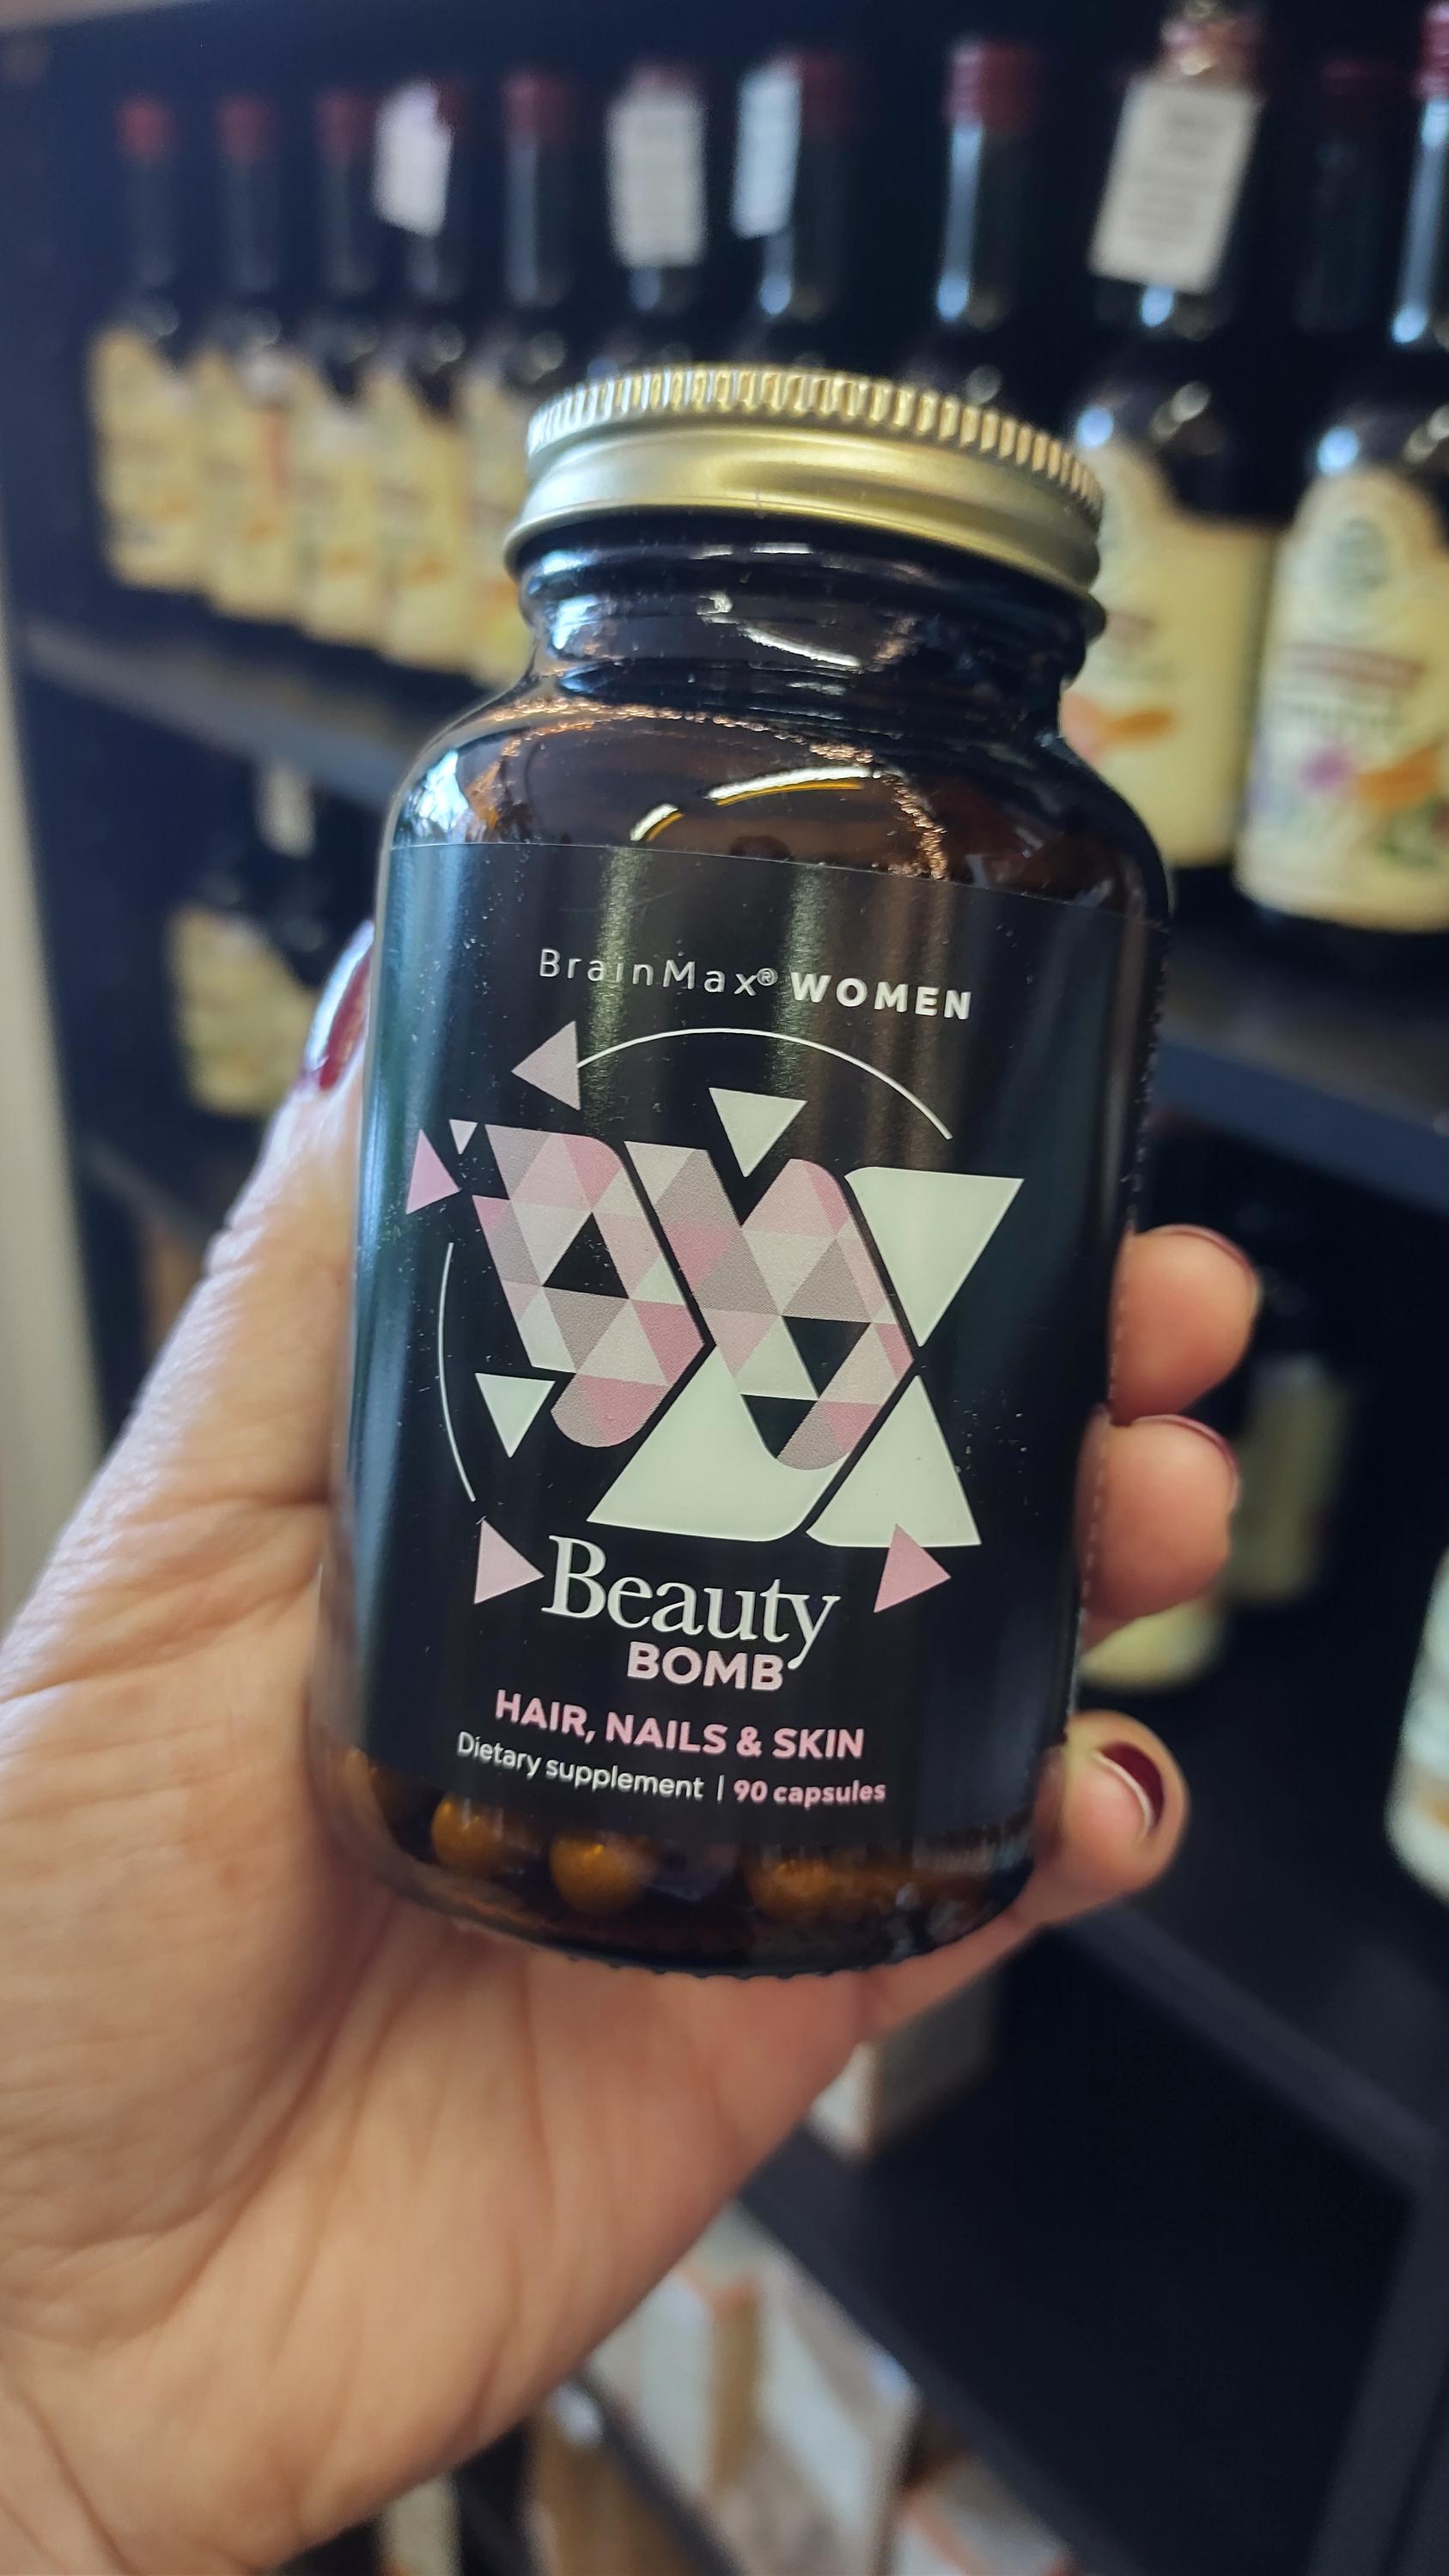 BrainMax® WOMEN
Beauty
BOMB
HAIR, NAILS & SKIN
Dietary supplement | 90 capsules